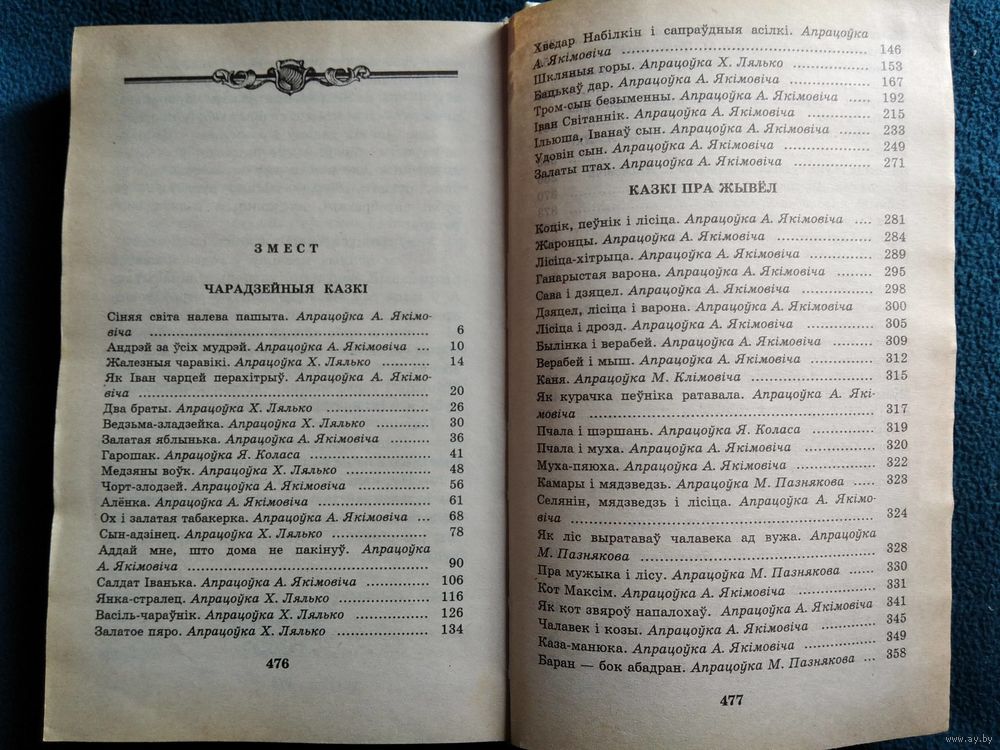 ЗМЕСТ
ЧАРАДЗЕЙНЫЯ КАЗКІ
Сіняя світа налева пашыта. Апрацоўка А. Якімо-
віча ..... 6
Андрэй за ўсіх мудрэй. Апрацоўка А. Якімовіча ... 10
Жалезныя чаравікі. Апрацоўка Х. Лялько ..... 14
Як Іван чарцей перахітрыў. Апрацоўка А. Якімо-
віча ..... 20
Два браты. Апрацоўка Х. Лялько ..... 26
Ведзьма-зладзейка. Апрацоўка Х. Лялько ..... 30
Залатая яблынька. Апрацоўка А. Якімовіча ..... 36
Гарошак. Апрацоўка Я. Коласа ..... 41
Медзяны воўк. Апрацоўка Х. Лялько ..... 48
Чорт-злодзей. Апрацоўка А. Якімовіча ..... 56
Алёнка. Апрацоўка А. Якімовіча ..... 61
Ох і залатая табакерка. Апрацоўка А. Якімовіча ... 68
Сын-адзінец. Апрацоўка Х. Лялько ..... 78
Аддай мне, што дома не пакінуў. Апрацоўка
А. Якімовіча ..... 90
Салдат Іванька. Апрацоўка А. Якімовіча ..... 106
Янка-стралец. Апрацоўка Х. Лялько ..... 116
Васіль-чараўнік. Апрацоўка Х. Лялько ..... 126
Залатое пяро. Апрацоўка Х. Лялько ..... 134
476
Хведар Набілкін і сапраўдныя асілкі. Апрацоўка
А. Якімовіча ..... 146
Шкляныя горы. Апрацоўка Х. Лялько ..... 153
Бацькаў дар. Апрацоўка А. Якімовіча ..... 167
Тром-сын безыменны. Апрацоўка А. Якімовіча ..... 192
Іван Світаннік. Апрацоўка А. Якімовіча ..... 215
Ільюша, Іванаў сын. Апрацоўка А. Якімовіча ..... 233
Удовін сын. Апрацоўка А. Якімовіча ..... 249
Залаты птах. Апрацоўка А. Якімовіча ..... 271
КАЗКІ ПРА ЖЫВЁЛ
Коцік, пеўнік і лісіца. Апрацоўка А. Якімовіча .... 281
Жаронцы. Апрацоўка А. Якімовіча ..... 284
Лісіца-хітрыца. Апрацоўка А. Якімовіча ..... 289
Ганарыстая варона. Апрацоўка А. Якімовіча ..... 295
Сава і дзяцел. Апрацоўка А. Якімовіча ..... 298
Дзяцел, лісіца і варона. Апрацоўка А. Якімовіча 300
Лісіца і дрозд. Апрацоўка А. Якімовіча ..... 305
Былінка і верабей. Апрацоўка А. Якімовіча ..... 309
Верабей і мыш. Апрацоўка А. Якімовіча ..... 312
Каня. Апрацоўка М. Клімовіча ..... 315
Як курачка пеўніка ратавала. Апрацоўка А. Які-
мовіча ..... 317
Пчала і шэршань. Апрацоўка Я. Коласа ..... 319
Пчала і муха. Апрацоўка А. Якімовіча ..... 320
Муха-пяюха. Апрацоўка А. Якімовіча ..... 322
Камары і мядзведзь. Апрацоўка М. Пазнякова ..... 323
Селянін, мядзведзь і лісіца. Апрацоўка А. Якімо-
віча ..... 324
Як ліс выратаваў чалавека ад вужа. Апрацоўка
М. Пазнякова ..... 328
Пра мужыка і лісу. Апрацоўка М. Пазнякова ..... 330
Кот Максім. Апрацоўка А. Якімовіча ..... 331
Як кот звяроў напалохаў. Апрацоўка А. Якімовіча 341
Чалавек і козы. Апрацоўка А. Якімовіча ..... 345
Каза-манюка. Апрацоўка А. Якімовіча ..... 349
Баран — бок абадран. Апрацоўка М. Пазнякова ... 358
477
www.ay.by